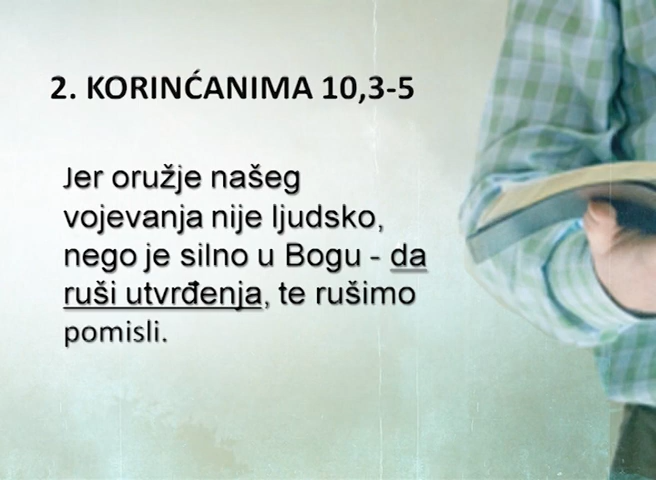 2. KORINĆANIMA 10,3-5
Jer oružje našeg
vojevanja nije ljudsko,
nego je silno u Bogu - da
ruši utvrđenja, te rušimo
pomisli.